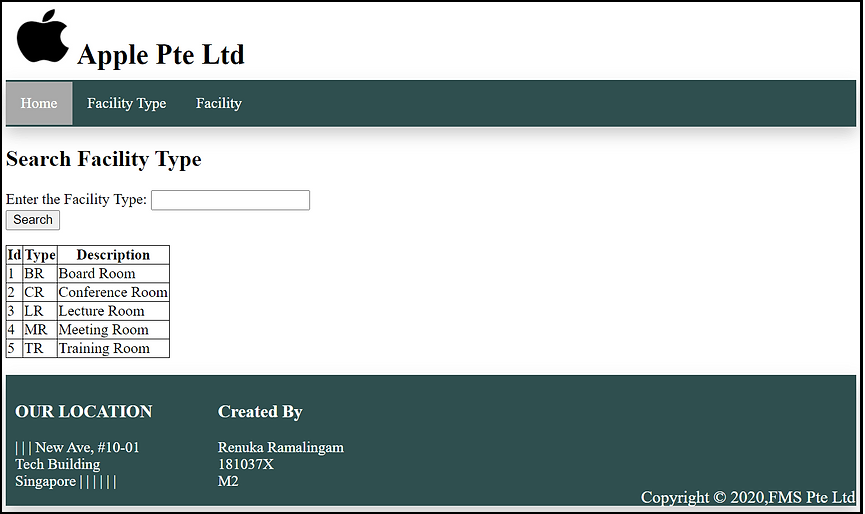 Apple Pte Ltd
Home Facility Type Facility
Search Facility Type
Enter the Facility Type:
Search
Id Type Description
1 BR Board Room
2 CR Conference Room
3 LR Lecture Room
4 MR Meeting Room
5 TR Training Room
OUR LOCATION
| | | New Ave, #10-01
Tech Building
Singapore | | | | | |
Created By
Renuka Ramalingam
181037X
M2
Copyright © 2020,FMS Pte Ltd